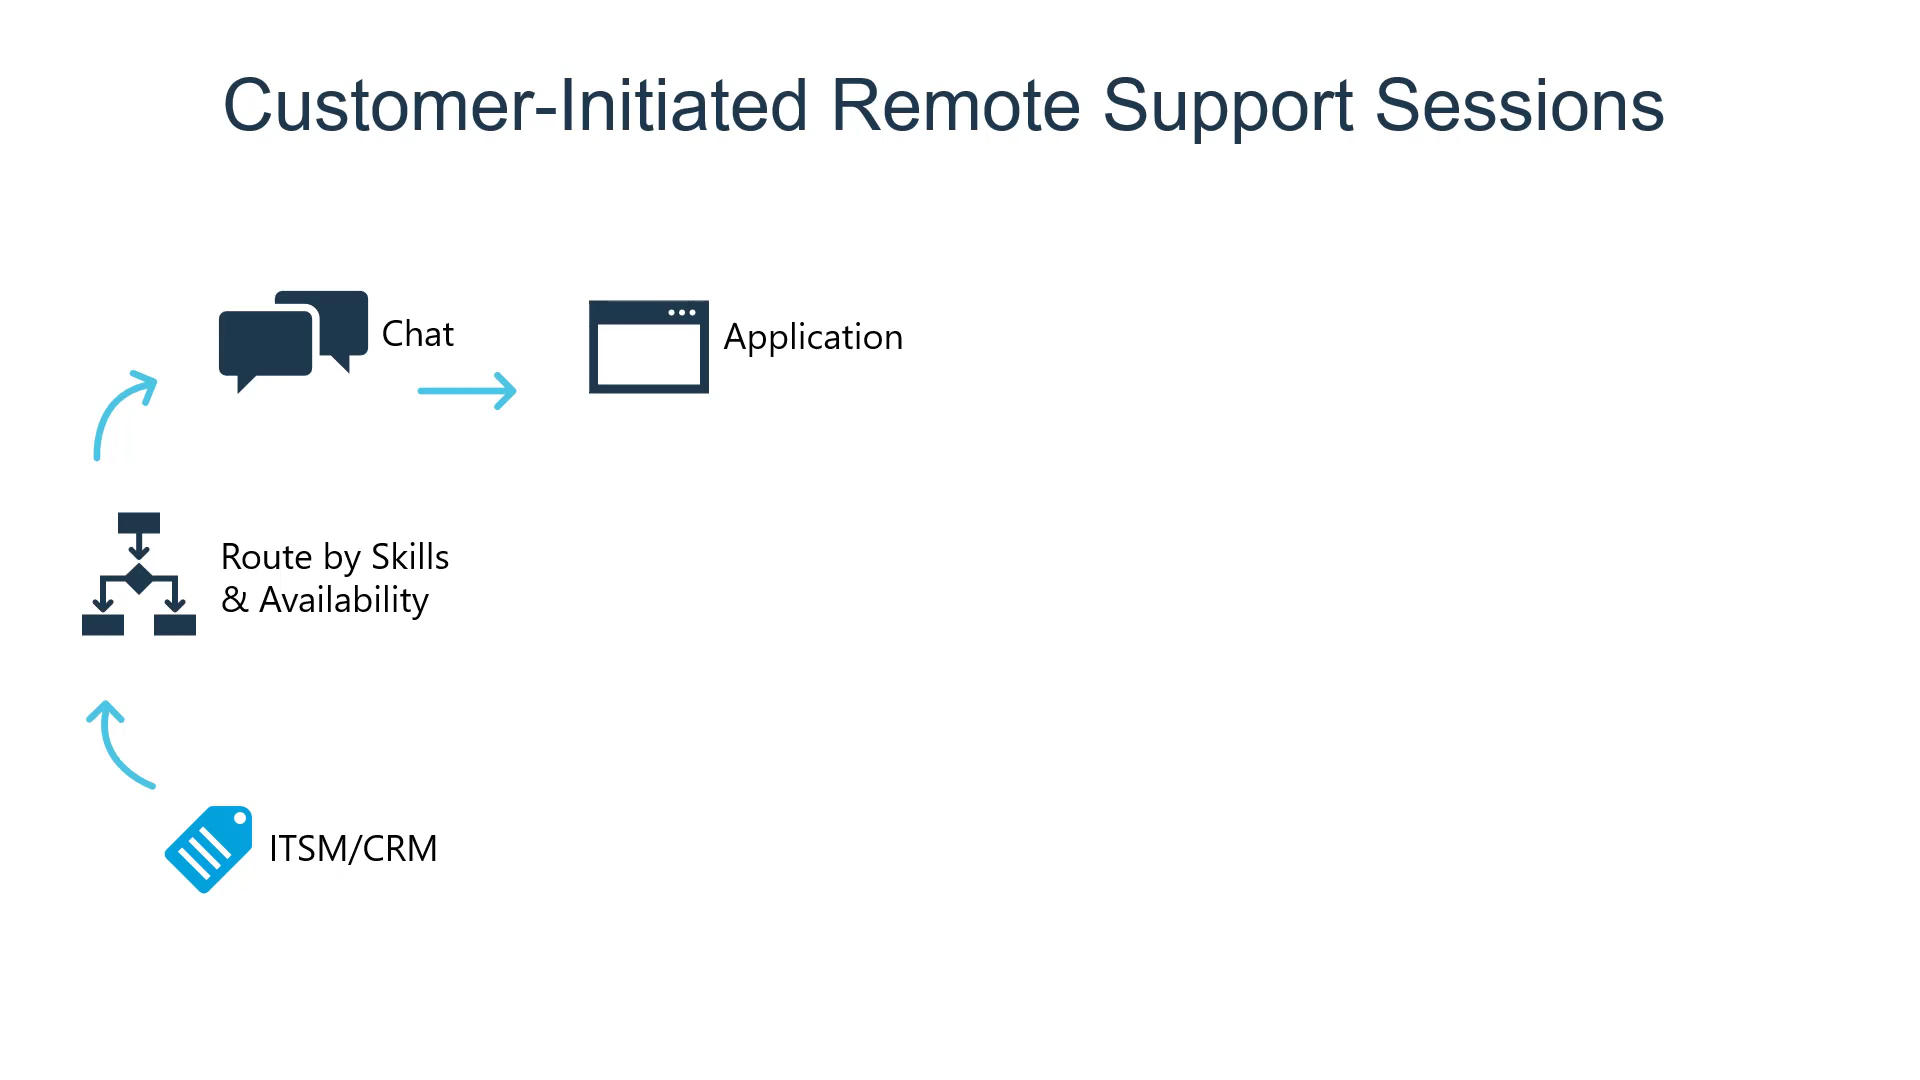 Customer-Initiated Remote Support Sessions
Chat
Application
Route by Skills
& Availability
ITSM/CRM